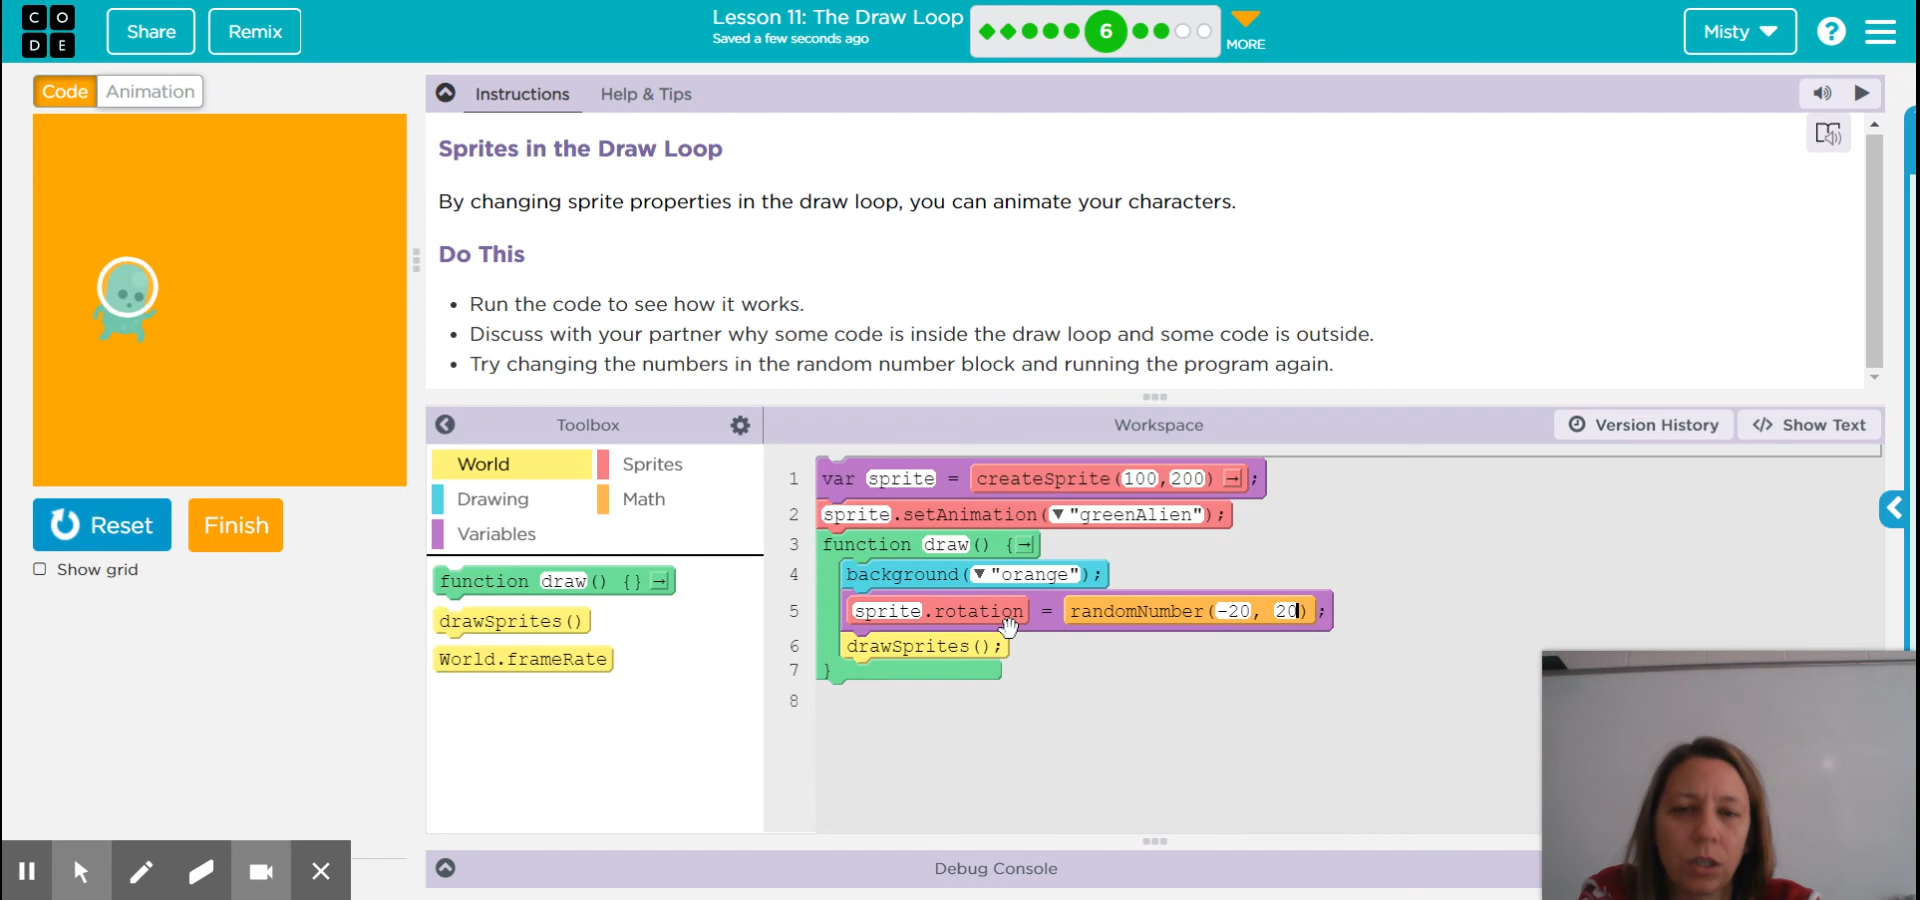 CODE
Share
Remix
Lesson 11: The Draw Loop
Saved a few seconds ago
6
MORE
Misty
?
Code
Animation
Instructions
Help & Tips
Sprites in the Draw Loop
By changing sprite properties in the draw loop, you can animate your characters.
Do This
• Run the code to see how it works.
• Discuss with your partner why some code is inside the draw loop and some code is outside.
• Try changing the numbers in the random number block and running the program again.
Reset
Finish
Show grid
Toolbox
Workspace
Version History
</> Show Text
World
Sprites
Drawing
Math
Variables
function draw() {} →
drawSprites()
World.frameRate
1 var sprite = createSprite(100,200) → ;
2 sprite.setAnimation(▼"greenAlien");
3 function draw() {→
4 background(▼"orange");
5 sprite.rotation = randomNumber(-20, 20);
6 drawSprites();
7 }
8
Debug Console